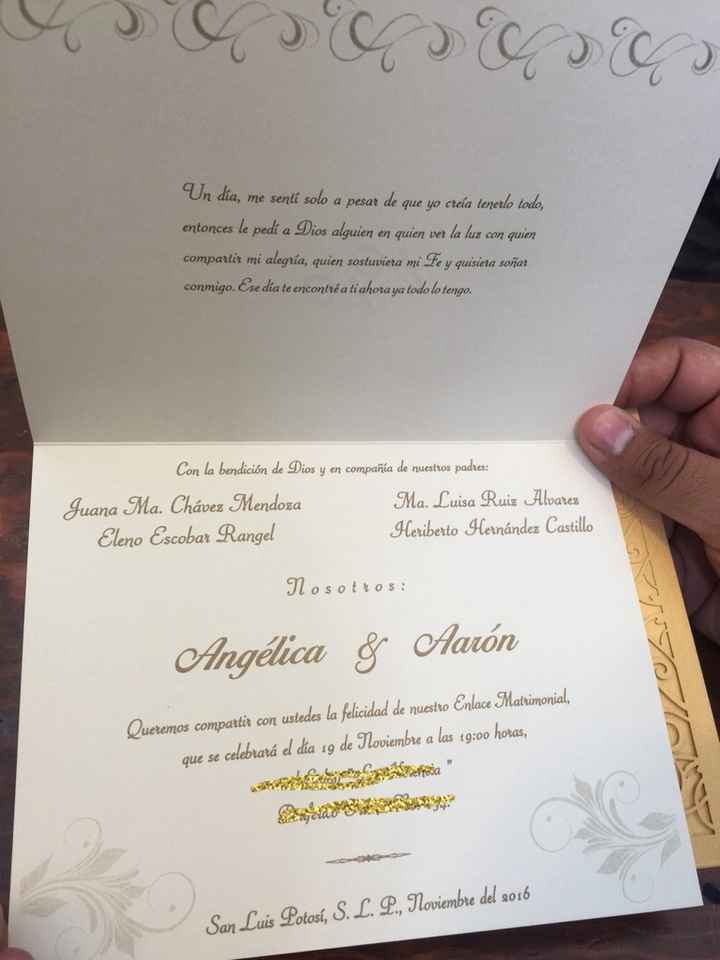 Un día, me sentí solo a pesar de que yo creía tenerlo todo,
entonces le pedí a Dios alguien en quien ver la luz con quien
compartir mi alegría, quien sostuviera mi Fe y quisiera soñar
conmigo. Ese día te encontré a ti ahora ya todo lo tengo.
Con la bendición de Dios y en compañía de nuestros padres:
Juana Ma. Chávez Mendoza
Eleno Escobar Rangel
Ma. Luisa Ruiz Alvarez
Heriberto Hernández Castillo
Nosotros:
Angélica & Aarón
Queremos compartir con ustedes la felicidad de nuestro Enlace Matrimonial,
que se celebrará el día 19 de Noviembre a las 19:00 horas,
San Luis Potosí, S. L. P., Noviembre del 2016